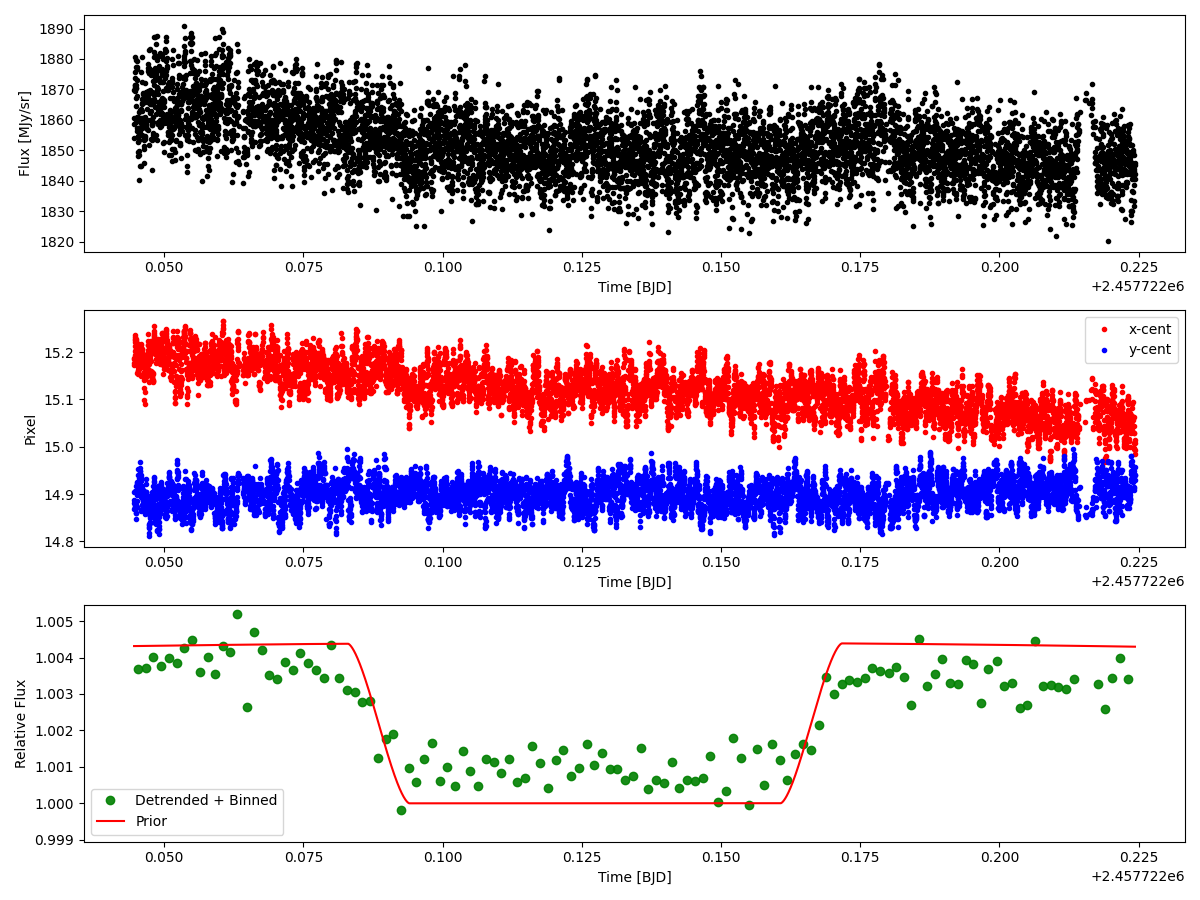 1890
1880
1870
1860
1850
1840
1830
1820
Flux [MJy/sr]
0.050 0.075 0.100 0.125 0.150 0.175 0.200 0.225
Time [BJD]
+2.457722e6
x-cent
y-cent
15.2
15.1
15.0
14.9
14.8
Pixel
0.050 0.075 0.100 0.125 0.150 0.175 0.200 0.225
Time [BJD]
+2.457722e6
1.005
1.004
1.003
1.002
1.001
1.000
0.999
Relative Flux
Detrended + Binned
Prior
0.050 0.075 0.100 0.125 0.150 0.175 0.200 0.225
Time [BJD]
+2.457722e6